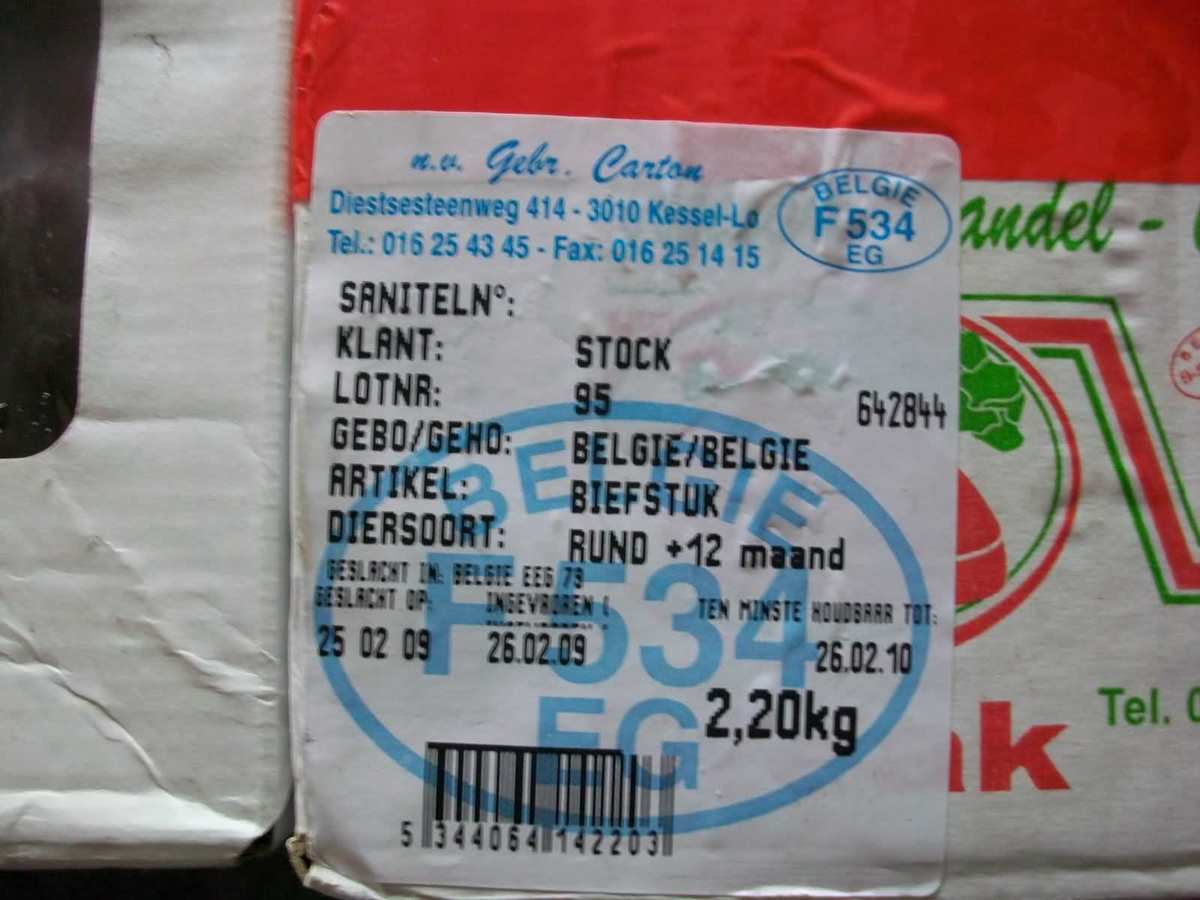 n.v. Gebr. Carton
Diestsesteenweg 414 - 3010 Kessel-Lo
Tel.: 016 25 43 45 - Fax: 016 25 14 15
BELGIE
F 534
EG
SANITELN°:
KLANT: STOCK
LOTNR: 95 642844
GEBO/GEHO: BELGIE/BELGIE
ARTIKEL: BIEFSTUK
DIERSOORT: RUND +12 maand
GESLACHT IN: BELGIE EEG 73
GESLACHT OP: INGEVROREN ( TEN MINSTE HOUDBAAR TOT:
25 02 09 26.02.09 26.02.10
2,20kg
BELGIE
F 534
EG
5 344064 142203
andel -
Tel. 0
ak